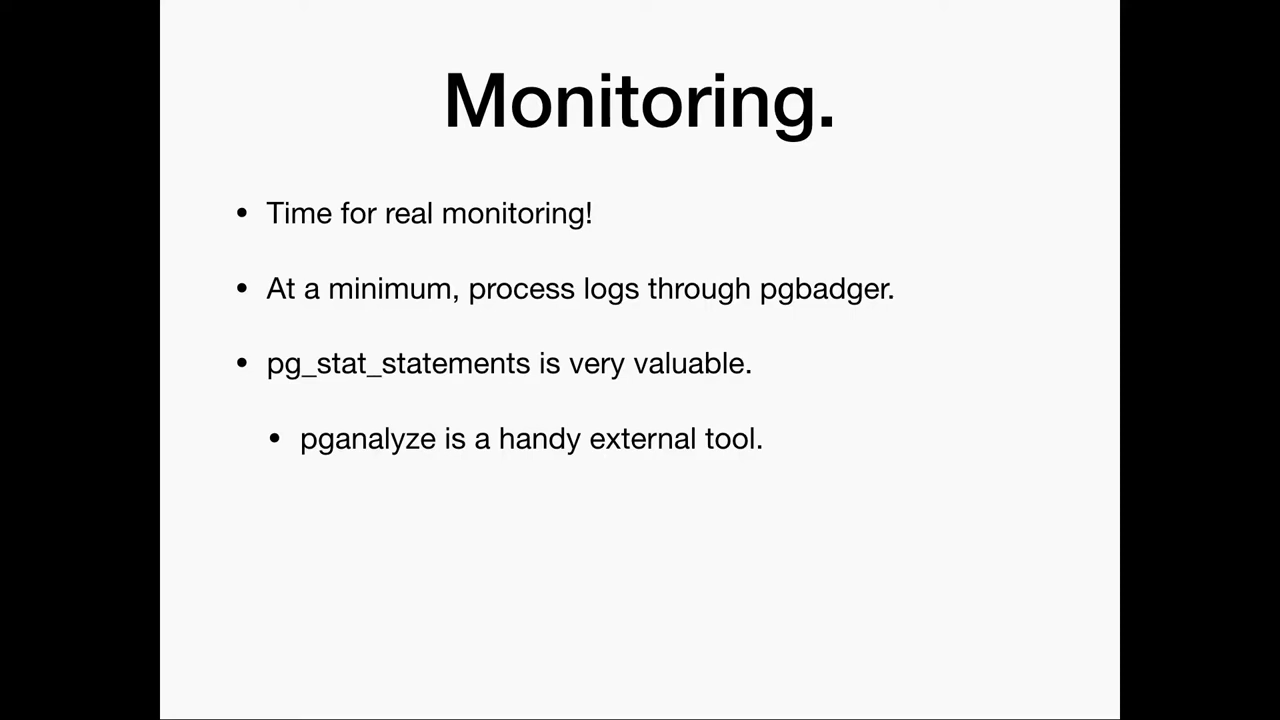 Monitoring.
• Time for real monitoring!
• At a minimum, process logs through pgbadger.
• pg_stat_statements is very valuable.
• pganalyze is a handy external tool.